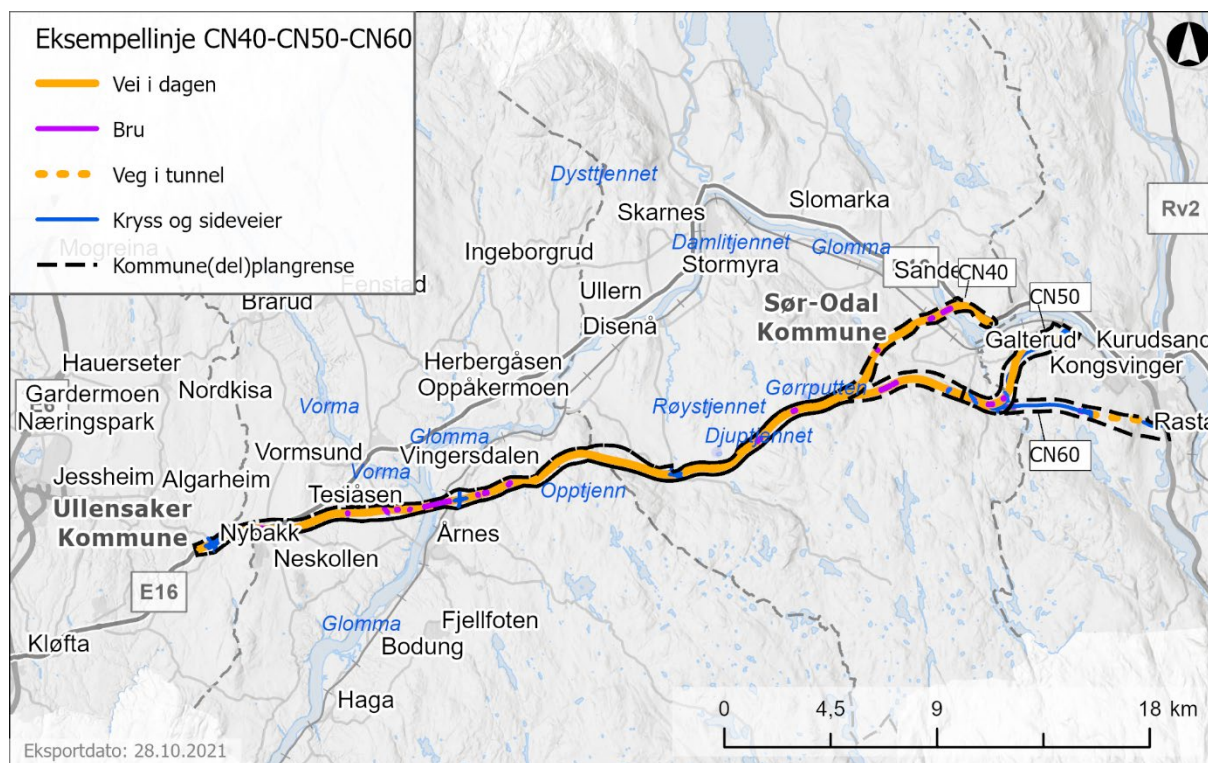 Eksempellinje CN40-CN50-CN60
Vei i dagen
Bru
Veg i tunnel
Kryss og sideveier
Kommune(del)plangrense
Mogreina
Fenstad
Brårud
Dysttjennet
Skarnes
Slomarka
Rv2
Ingeborgrud
Damlitjennet
Glomma
Stormyra
Sande
CN40
Ullern
CN50
Sør-Odal
Kommune
Disenå
Galterud
Kurudsand
Hauerseter
Herbergåsen
Kongsvinger
Gardermoen
Næringspark
Nordkisa
Oppåkermoen
Gørrputten
Vorma
Røystjennet
Rasta
Glomma
Djuptjennet
Vormsund
Vingersdalen
CN60
Vorma
Jessheim
Algarheim
Tesiåsen
Opptjenn
Ullensaker
Kommune
Nybakk
Årnes
Neskollen
E16
Glomma
Fjellfoten
Kløfta
Bodung
Haga
0
4,5
9
18 km
Eksportdato: 28.10.2021